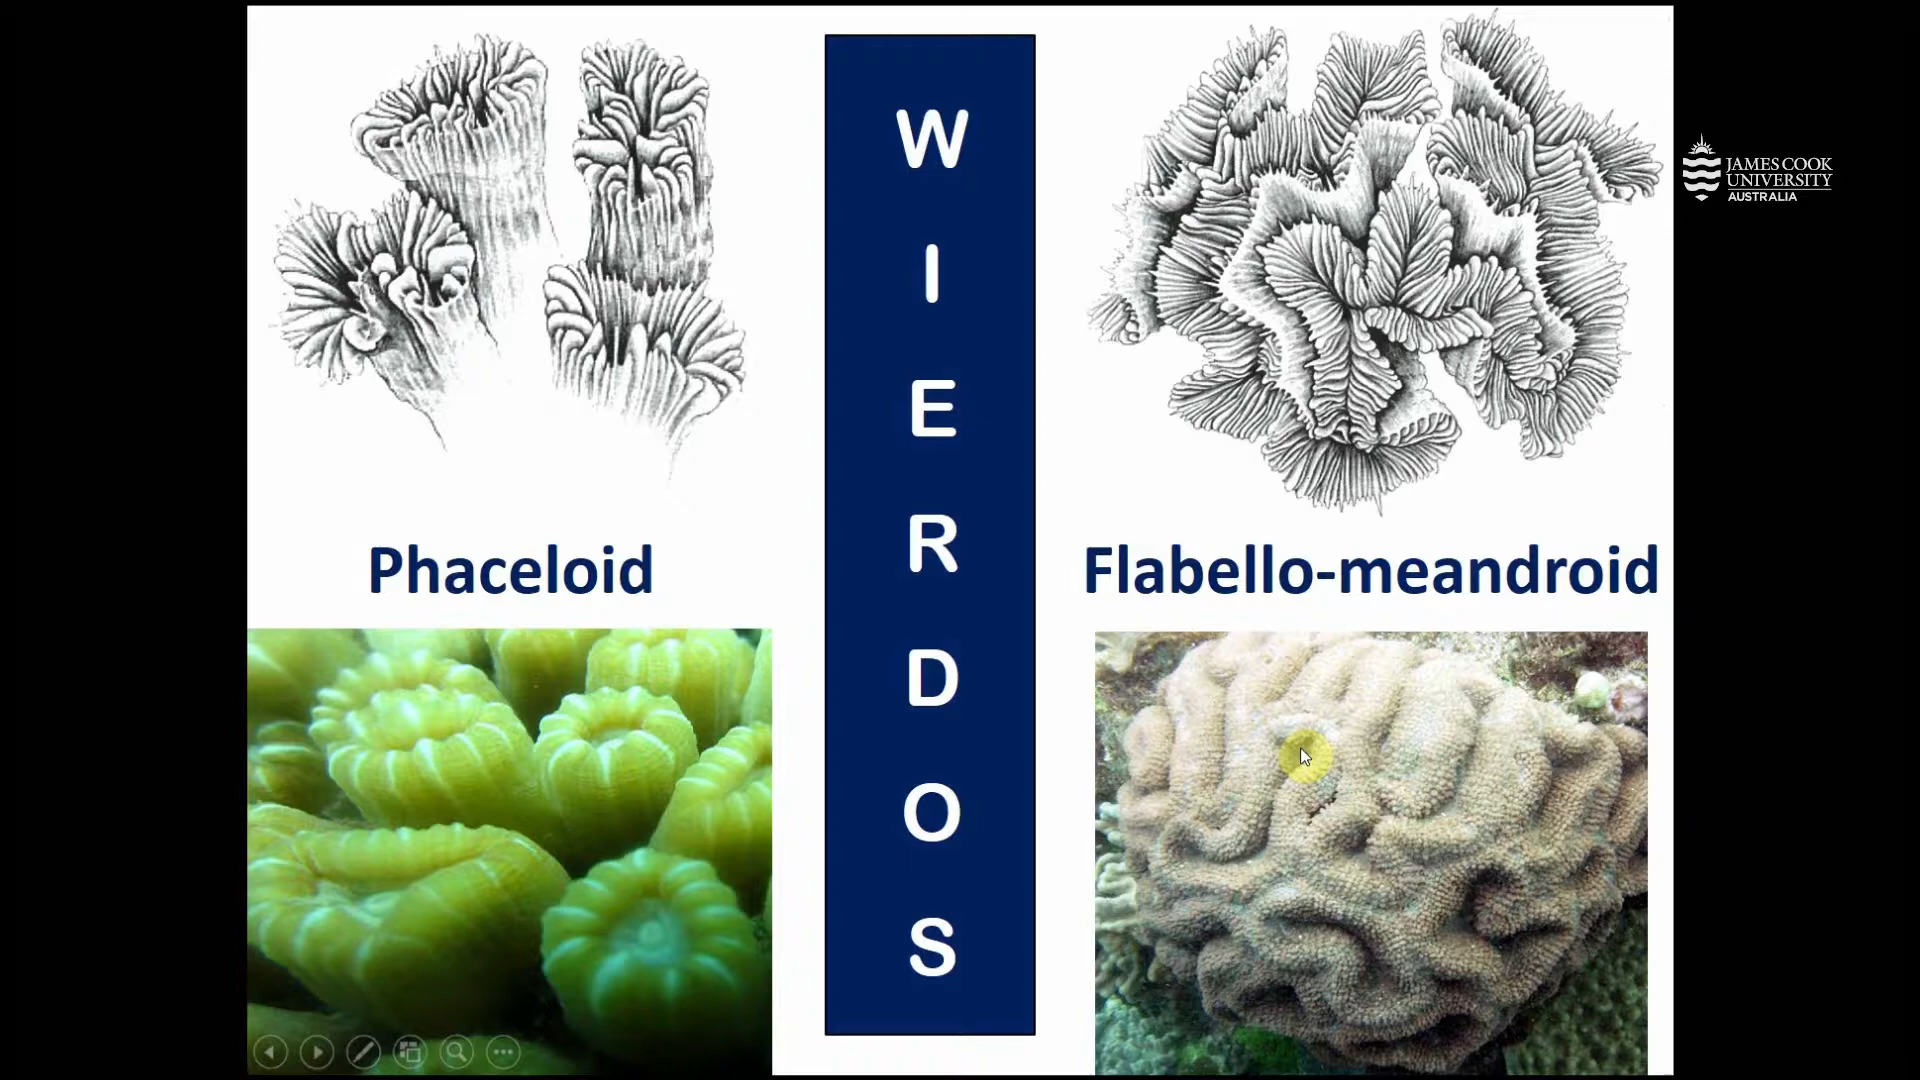 W
I
E
R
D
O
S
Phaceloid
Flabello-meandroid
JAMES COOK
UNIVERSITY
AUSTRALIA